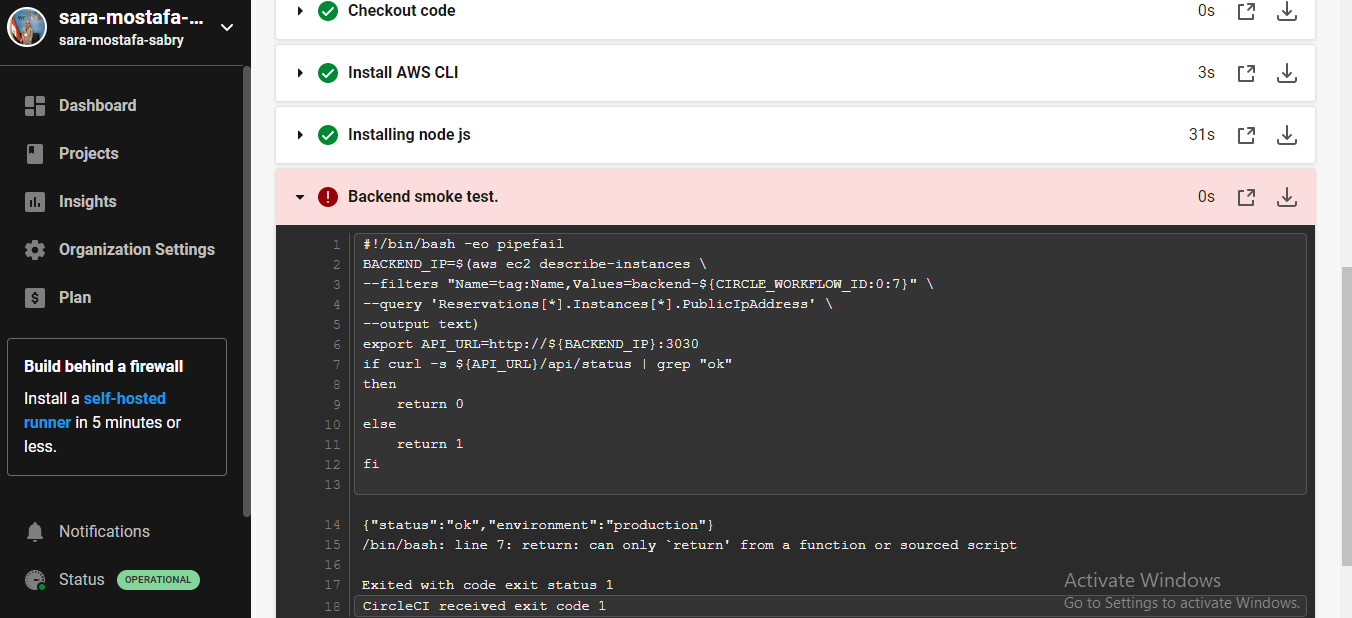 sara-mostafa-...
sara-mostafa-sabry
Dashboard
Projects
Insights
Organization Settings
Plan
Build behind a firewall
Install a self-hosted
runner in 5 minutes or
less.
Notifications
Status OPERATIONAL
Checkout code 0s
Install AWS CLI 3s
Installing node js 31s
Backend smoke test. 0s
1 #!/bin/bash -eo pipefail
2 BACKEND_IP=$(aws ec2 describe-instances \
3 --filters "Name=tag:Name,Values=backend-${CIRCLE_WORKFLOW_ID:0:7}" \
4 --query 'Reservations[*].Instances[*].PublicIpAddress' \
5 --output text)
6 export API_URL=http://${BACKEND_IP}:3030
7 if curl -s ${API_URL}/api/status | grep "ok"
8 then
9     return 0
10 else
11     return 1
12 fi
13
14 {"status":"ok","environment":"production"}
15 /bin/bash: line 7: return: can only `return' from a function or sourced script
16
17 Exited with code exit status 1
18 CircleCI received exit code 1
Activate Windows
Go to Settings to activate Windows.